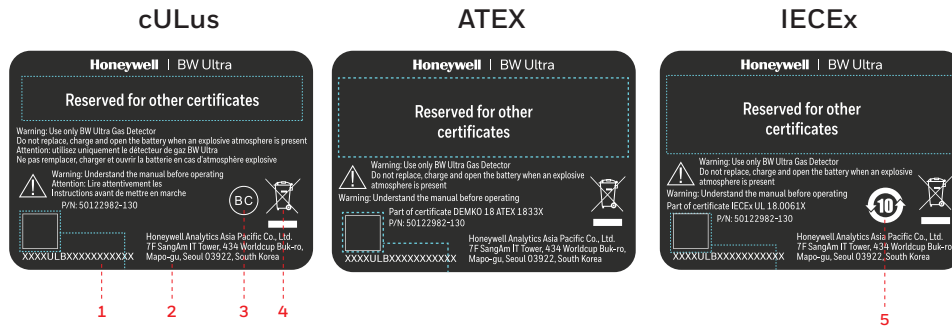 cULus
Honeywell | BW Ultra
Reserved for other certificates
Warning: Use only BW Ultra Gas Detector
Do not replace, charge and open the battery when an explosive atmosphere is present
Attention: utilisez uniquement le détecteur de gaz BW Ultra
Ne pas remplacer, charger et ouvrir la batterie en cas d'atmosphère explosive
Warning: Understand the manual before operating
Attention: Lire attentivement les
Instructions avant de mettre en marche
P/N: 50122982-130
BC
Honeywell Analytics Asia Pacific Co., Ltd.
7F SangAm IT Tower, 434 Worldcup Buk-ro,
Mapo-gu, Seoul 03922, South Korea
XXXXULBXXXXXXXXXXX
1
2
3
4
ATEX
Honeywell | BW Ultra
Reserved for other
certificates
Warning: Use only BW Ultra Gas Detector
Do not replace, charge and open the battery when an explosive
atmosphere is present
Warning: Understand the manual before operating
Part of certificate DEMKO 18 ATEX 1833X
P/N: 50122982-130
Honeywell Analytics Asia Pacific Co., Ltd.
7F SangAm IT Tower, 434 Worldcup Buk-ro,
Mapo-gu, Seoul 03922, South Korea
XXXXULBXXXXXXXXXXX
IECEx
Honeywell | BW Ultra
Reserved for other
certificates
Warning: Use only BW Ultra Gas Detector
Do not replace, charge and open the battery when an explosive
atmosphere is present
Warning: Understand the manual before operating
Part of certificate IECEx UL 18.0061X
P/N: 50122982-130
10
Honeywell Analytics Asia Pacific Co., Ltd.
7F SangAm IT Tower, 434 Worldcup Buk-ro,
Mapo-gu, Seoul 03922, South Korea
XXXXULBXXXXXXXXXXX
5